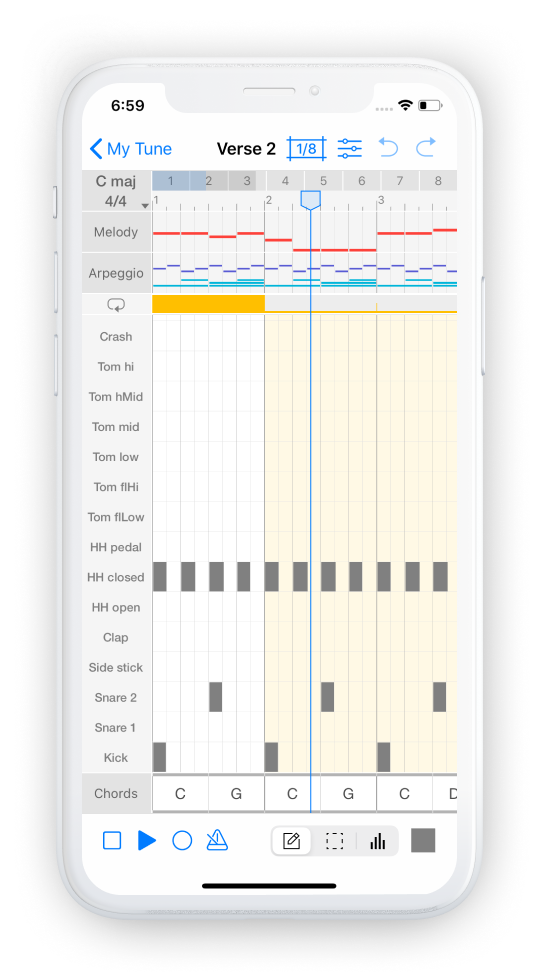 6:59
My Tune Verse 2 1/8
C maj 1 2 3 4 5 6 7 8
4/4 1 2 3
Melody
Arpeggio
Crash
Tom hi
Tom hMid
Tom mid
Tom low
Tom flHi
Tom flLow
HH pedal
HH closed
HH open
Clap
Side stick
Snare 2
Snare 1
Kick
Chords C G C G C D